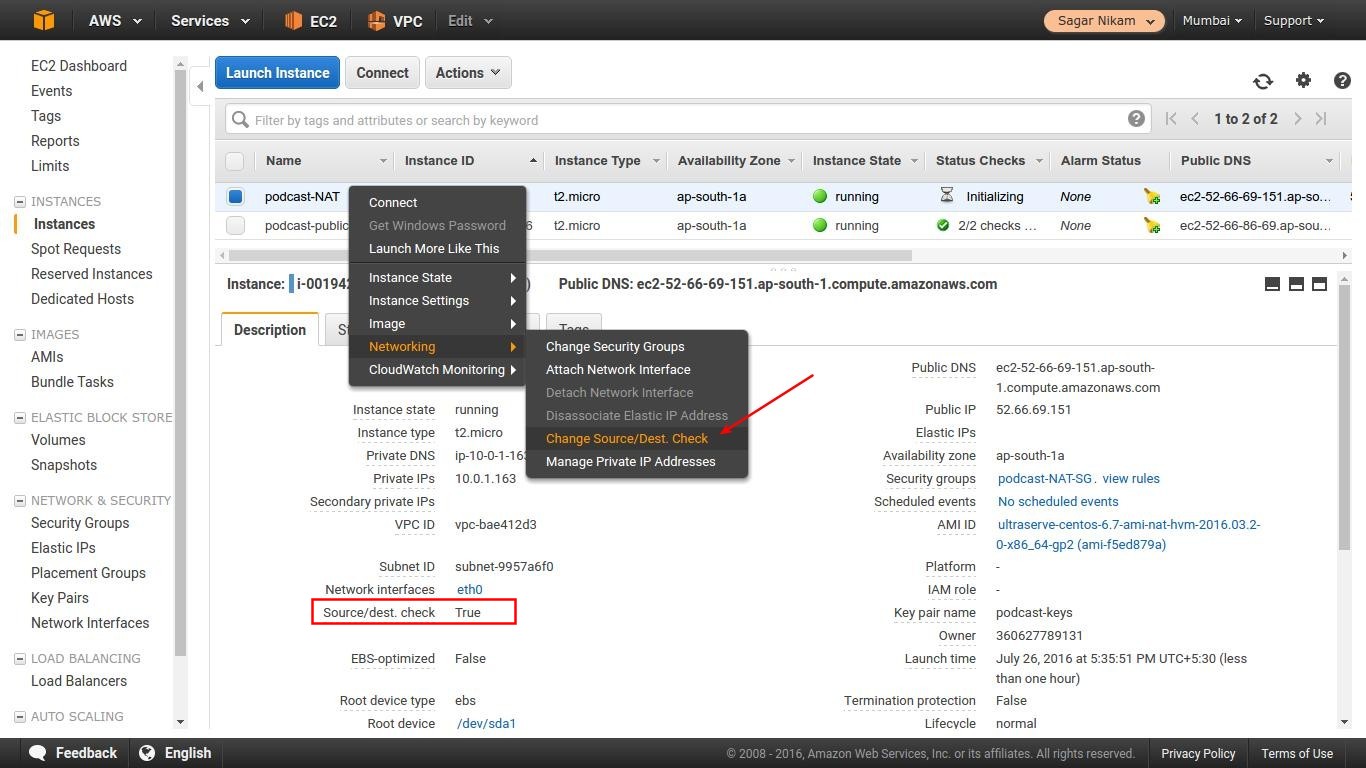 AWS Services EC2 VPC Edit Sagar Nikam Mumbai Support
EC2 Dashboard
Events
Tags
Reports
Limits
INSTANCES
Instances
Spot Requests
Reserved Instances
Dedicated Hosts
IMAGES
AMIs
Bundle Tasks
ELASTIC BLOCK STORE
Volumes
Snapshots
NETWORK & SECURITY
Security Groups
Elastic IPs
Placement Groups
Key Pairs
Network Interfaces
LOAD BALANCING
Load Balancers
AUTO SCALING
Launch Instance Connect Actions
Filter by tags and attributes or search by keyword 1 to 2 of 2
Name Instance ID Instance Type Availability Zone Instance State Status Checks Alarm Status Public DNS
podcast-NAT t2.micro ap-south-1a running Initializing None ec2-52-66-69-151.ap-so...
podcast-public 6 t2.micro ap-south-1a running 2/2 checks ... None ec2-52-66-86-69.ap-sou...
Connect
Get Windows Password
Launch More Like This
Instance State
Instance Settings
Image
Networking
CloudWatch Monitoring
Change Security Groups
Attach Network Interface
Detach Network Interface
Disassociate Elastic IP Address
Change Source/Dest. Check
Manage Private IP Addresses
Instance: i-00194 ) Public DNS: ec2-52-66-69-151.ap-south-1.compute.amazonaws.com
Description Tags
Instance state running
Instance type t2.micro
Private DNS ip-10-0-1-163
Private IPs 10.0.1.163
Secondary private IPs
VPC ID vpc-bae412d3
Subnet ID subnet-9957a6f0
Network interfaces eth0
Source/dest. check True
EBS-optimized False
Root device type ebs
Root device /dev/sda1
Public DNS ec2-52-66-69-151.ap-south-
1.compute.amazonaws.com
Public IP 52.66.69.151
Elastic IPs
Availability zone ap-south-1a
Security groups podcast-NAT-SG. view rules
Scheduled events No scheduled events
AMI ID ultraserve-centos-6.7-ami-nat-hvm-2016.03.2-
0-x86_64-gp2 (ami-f5ed879a)
Platform -
IAM role -
Key pair name podcast-keys
Owner 360627789131
Launch time July 26, 2016 at 5:35:51 PM UTC+5:30 (less
than one hour)
Termination protection False
Lifecycle normal
Feedback English © 2008 - 2016, Amazon Web Services, Inc. or its affiliates. All rights reserved. Privacy Policy Terms of Use